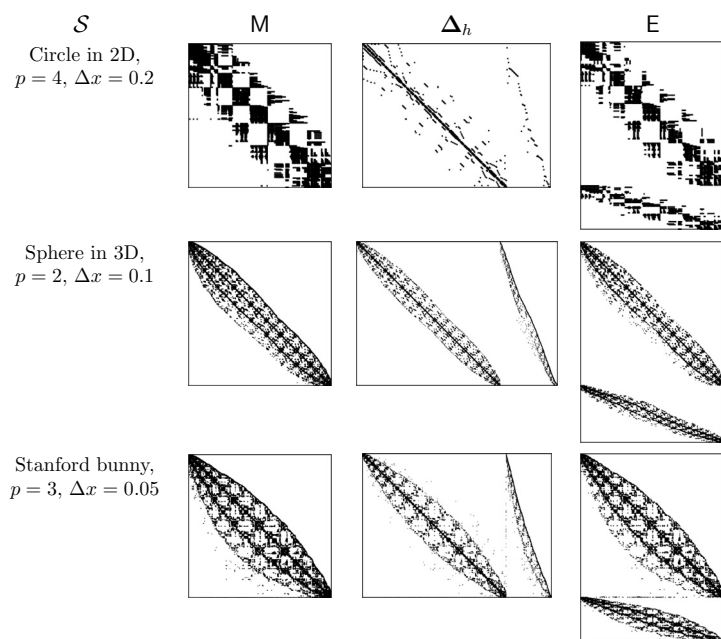 𝒮 M Δ_h E
Circle in 2D,
p = 4, Δx = 0.2
Sphere in 3D,
p = 2, Δx = 0.1
Stanford bunny,
p = 3, Δx = 0.05